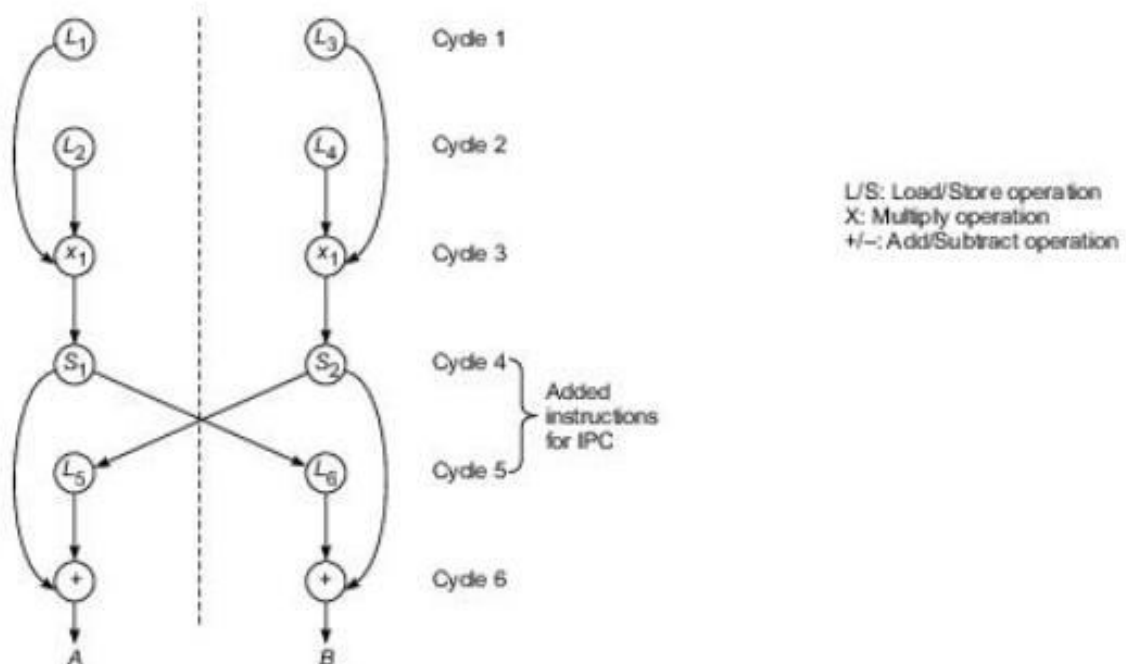 L1 L3 Cycle 1
L2 L4 Cycle 2
x1 x1 Cycle 3
S1 S2 Cycle 4
L5 L6 Cycle 5
+ + Cycle 6
A B
Added
instructions
for IPC
L/S: Load/Store operation
X: Multiply operation
+/−: Add/Subtract operation